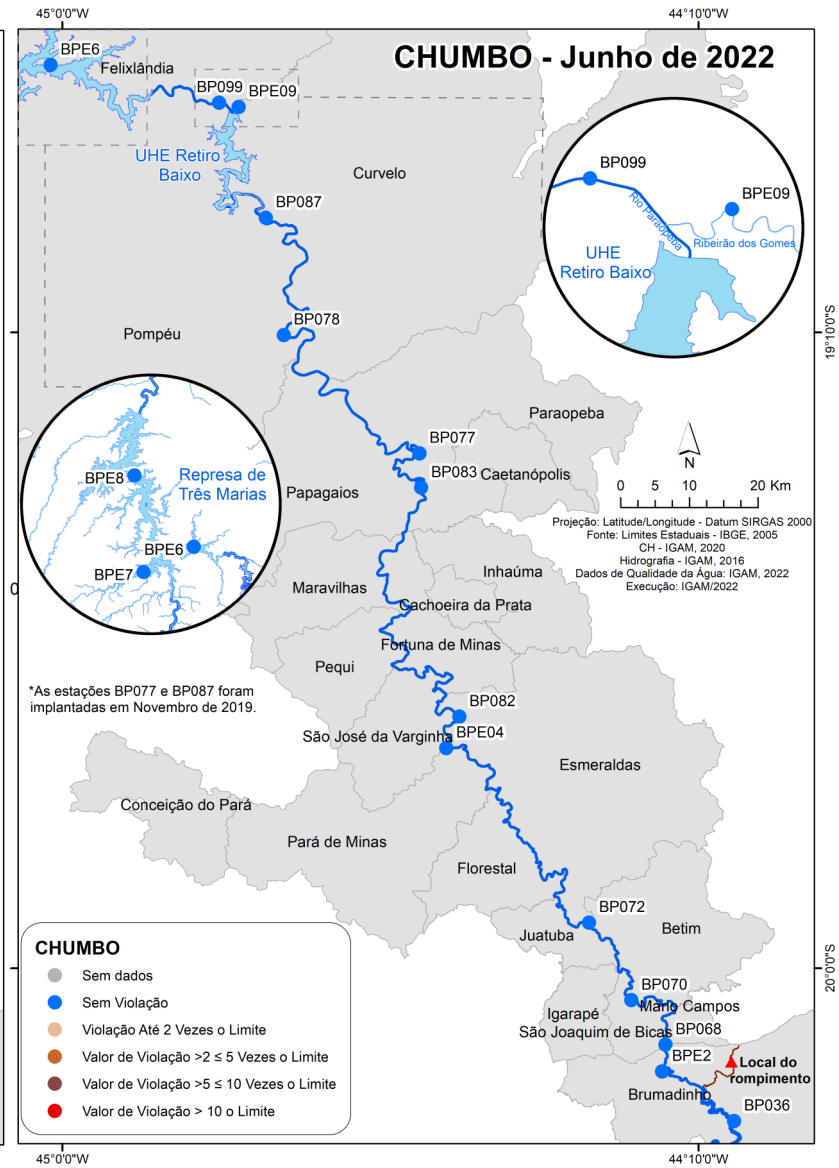 45°0'0"W
44°10'0"W
CHUMBO - Junho de 2022
BPE6
Felixlândia
BP099
BPE09
UHE Retiro
Baixo
Curvelo
BP087
BP099
BPE09
Rio Paraopeba
Ribeirão dos Gomes
UHE
Retiro Baixo
BP078
Pompéu
19°10'0"S
Paraopeba
BP077
BP083
Caetanópolis
Papagaios
N
0 5 10 20 Km
Projeção: Latitude/Longitude - Datum SIRGAS 2000
Fonte: Limites Estaduais - IBGE, 2005
CH - IGAM, 2020
Hidrografia - IGAM, 2016
Dados de Qualidade da Água: IGAM, 2022
Execução: IGAM/2022
BPE8
Represa de
Três Marias
BPE6
BPE7
Inhaúma
Maravilhas
Cachoeira da Prata
Fortuna de Minas
Pequi
*As estações BP077 e BP087 foram
implantadas em Novembro de 2019.
BP082
BPE04
São José da Varginha
Esmeraldas
Conceição do Pará
Pará de Minas
Florestal
BP072
Juatuba
Betim
20°0'0"S
BP070
Mário Campos
Igarapé
São Joaquim de Bicas
BP068
BPE2
Local do
rompimento
Brumadinho
BP036
CHUMBO
Sem dados
Sem Violação
Violação Até 2 Vezes o Limite
Valor de Violação >2 ≤ 5 Vezes o Limite
Valor de Violação >5 ≤ 10 Vezes o Limite
Valor de Violação > 10 o Limite
45°0'0"W
44°10'0"W